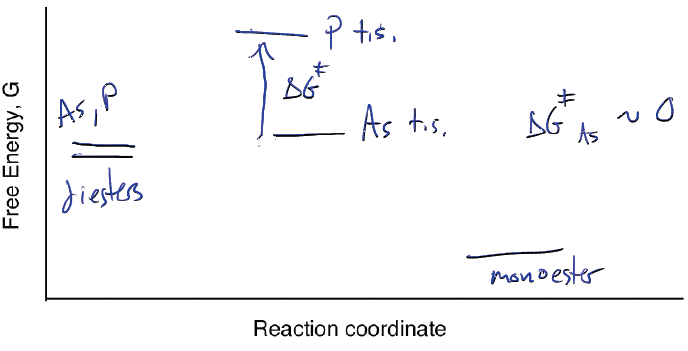 P t.s.
ΔG‡
As, P
As t.s.
ΔG‡ As ~ 0
diesters
monoester
Free Energy, G
Reaction coordinate